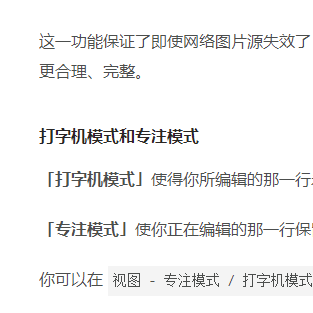 这一功能保证了即使网络图片源失效了
更合理、完整。
打字机模式和专注模式
「打字机模式」使得你所编辑的那一行
「专注模式」使你正在编辑的那一行保
你可以在 视图 - 专注模式 / 打字机模式